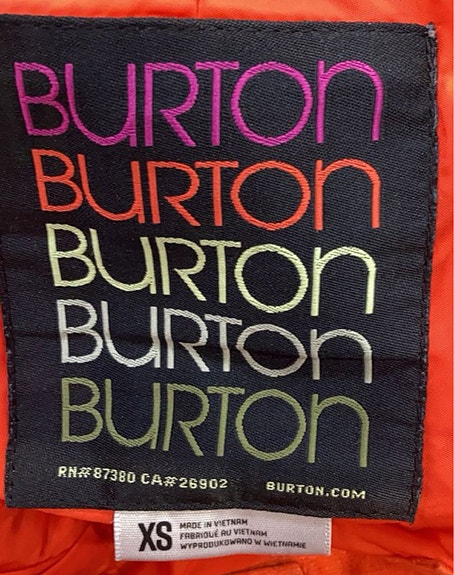 BURTON
BURTON
BURTON
BURTON
BURTON
RN#87380 CA#26902 BURTON.COM
XS
MADE IN VIETNAM
FABRIQUÉ AU VIETNAM
WYPRODUKOWANO W WIETNAMIE